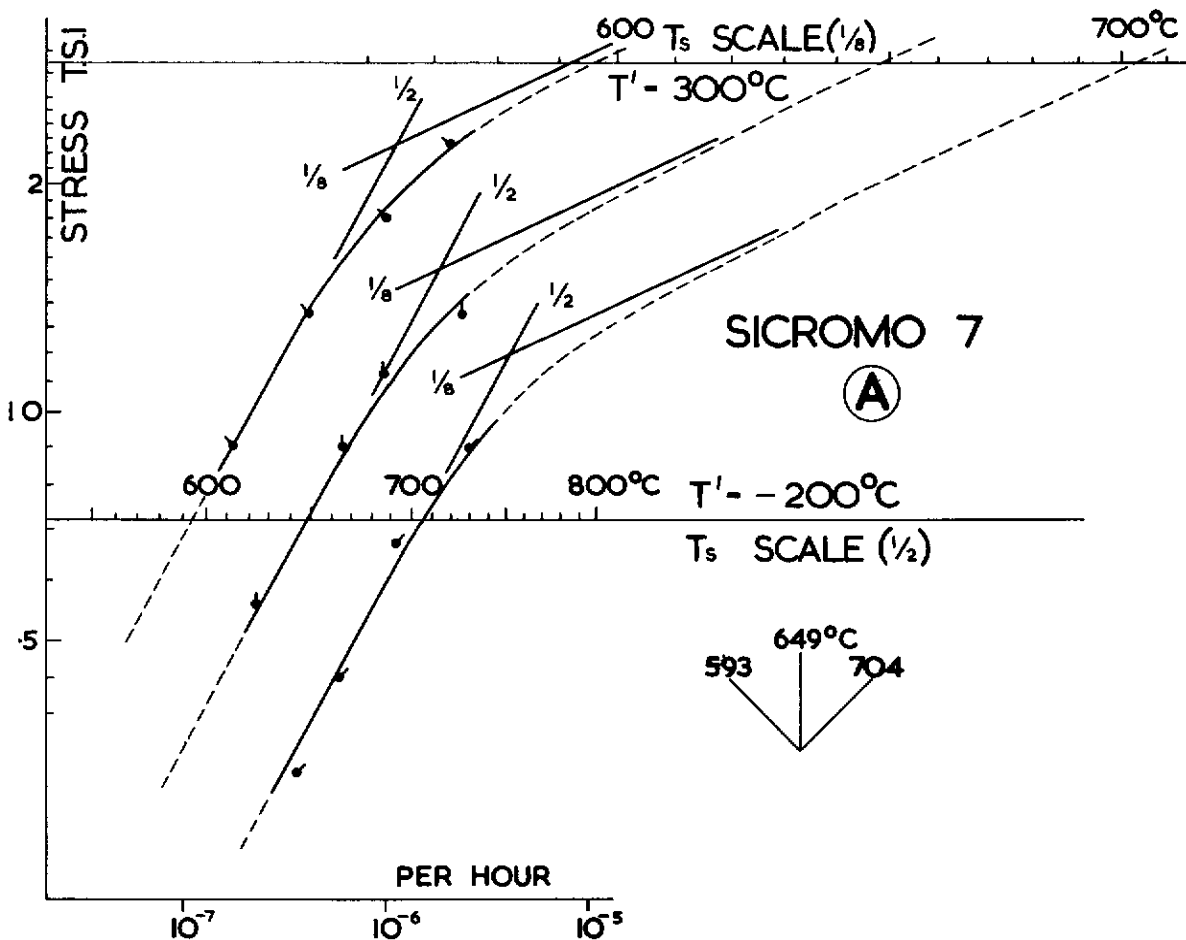 600 Ts SCALE(1/8) 700°C
T' - 300°C
STRESS T.S.I
1/2
1/8
2
1/2
1/8
1/2
SICROMO 7
1/8
A
10
600 700 800°C T' = -200°C
Ts SCALE (1/2)
.5
649°C
593 704
PER HOUR
10-7 10-6 10-5